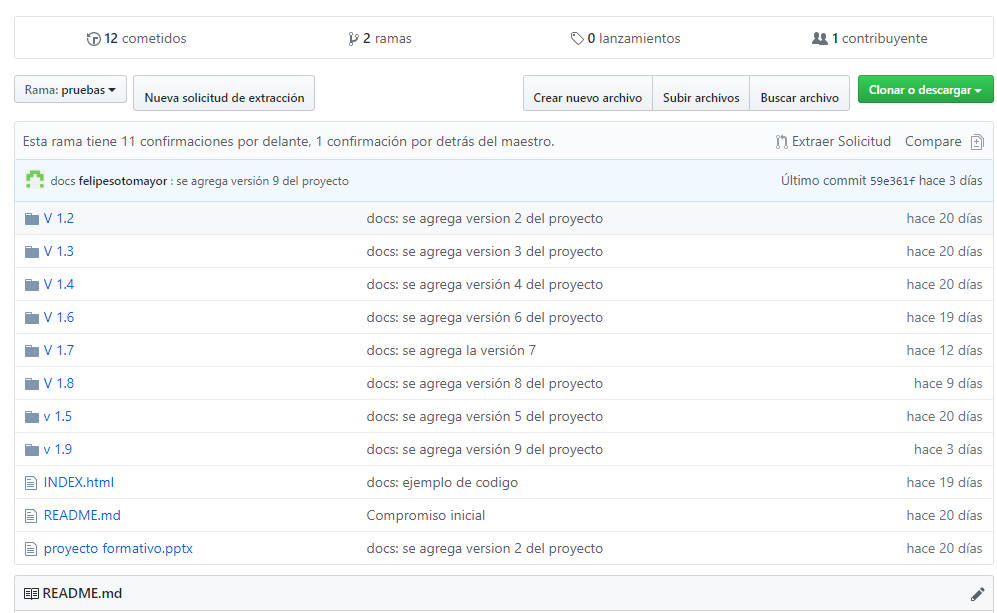 12 cometidos 2 ramas 0 lanzamientos 1 contribuyente
Rama: pruebas Nueva solicitud de extracción Crear nuevo archivo Subir archivos Buscar archivo Clonar o descargar
Esta rama tiene 11 confirmaciones por delante, 1 confirmación por detrás del maestro. Extraer Solicitud Compare
docs felipesotomayor : se agrega versión 9 del proyecto Último commit 59e361f hace 3 días
V 1.2 docs: se agrega version 2 del proyecto hace 20 días
V 1.3 docs: se agrega version 3 del proyecto hace 20 días
V 1.4 docs: se agrega versión 4 del proyecto hace 20 días
V 1.6 docs: se agrega versión 6 del proyecto hace 19 días
V 1.7 docs: se agrega la versión 7 hace 12 días
V 1.8 docs: se agrega versión 8 del proyecto hace 9 días
v 1.5 docs: se agrega versión 5 del proyecto hace 20 días
v 1.9 docs: se agrega versión 9 del proyecto hace 3 días
INDEX.html docs: ejemplo de codigo hace 19 días
README.md Compromiso inicial hace 20 días
proyecto formativo.pptx docs: se agrega version 2 del proyecto hace 20 días
README.md